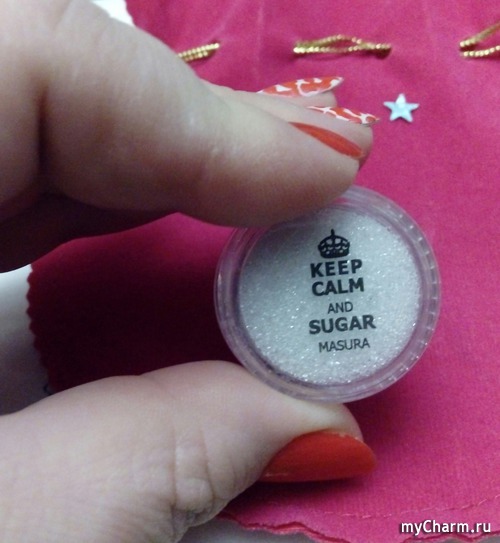 KEEP
CALM
AND
SUGAR
MASURA
myCharm.ru